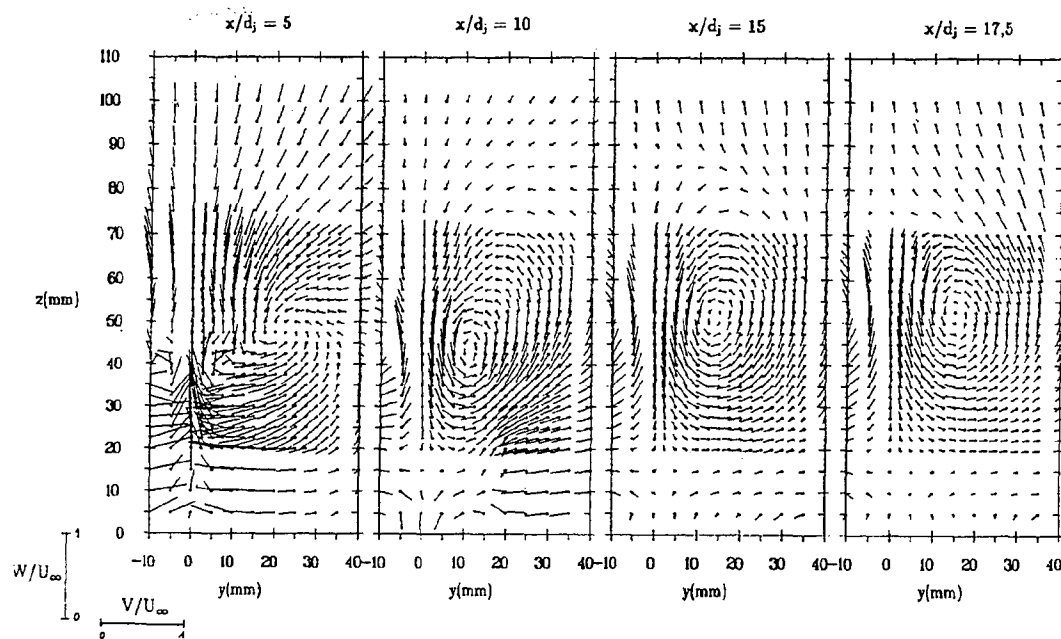 x/dj = 5
x/dj = 10
x/dj = 15
x/dj = 17,5
110
100
90
80
70
60
50
40
30
20
10
0
z(mm)
-10 0 10 20 30 40
-10 0 10 20 30 40
-10 0 10 20 30 40
-10 0 10 20 30 40
y(mm)
y(mm)
y(mm)
y(mm)
1
W/U∞
0
V/U∞
0 1